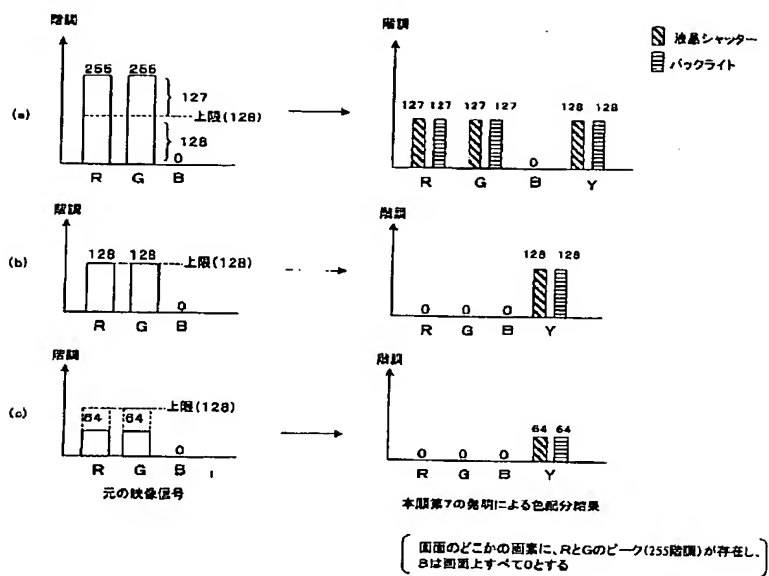 階調
255 255
127
(a) 上限(128)
128
0
R G B
階調
127 127 127 127 128 128
0
R G B Y
液晶シャッター
バックライト
階調
(b) 128 128 上限(128)
0
R G B
階調
128 128
0 0 0
R G B Y
階調
(c) 上限(128)
64 64
0
R G B
元の映像信号
階調
64 64
0 0 0
R G B Y
本願第7の発明による色配分結果
画面のどこかの画素に、RとGのピーク(255階調)が存在し、
Bは画面上すべて0とする